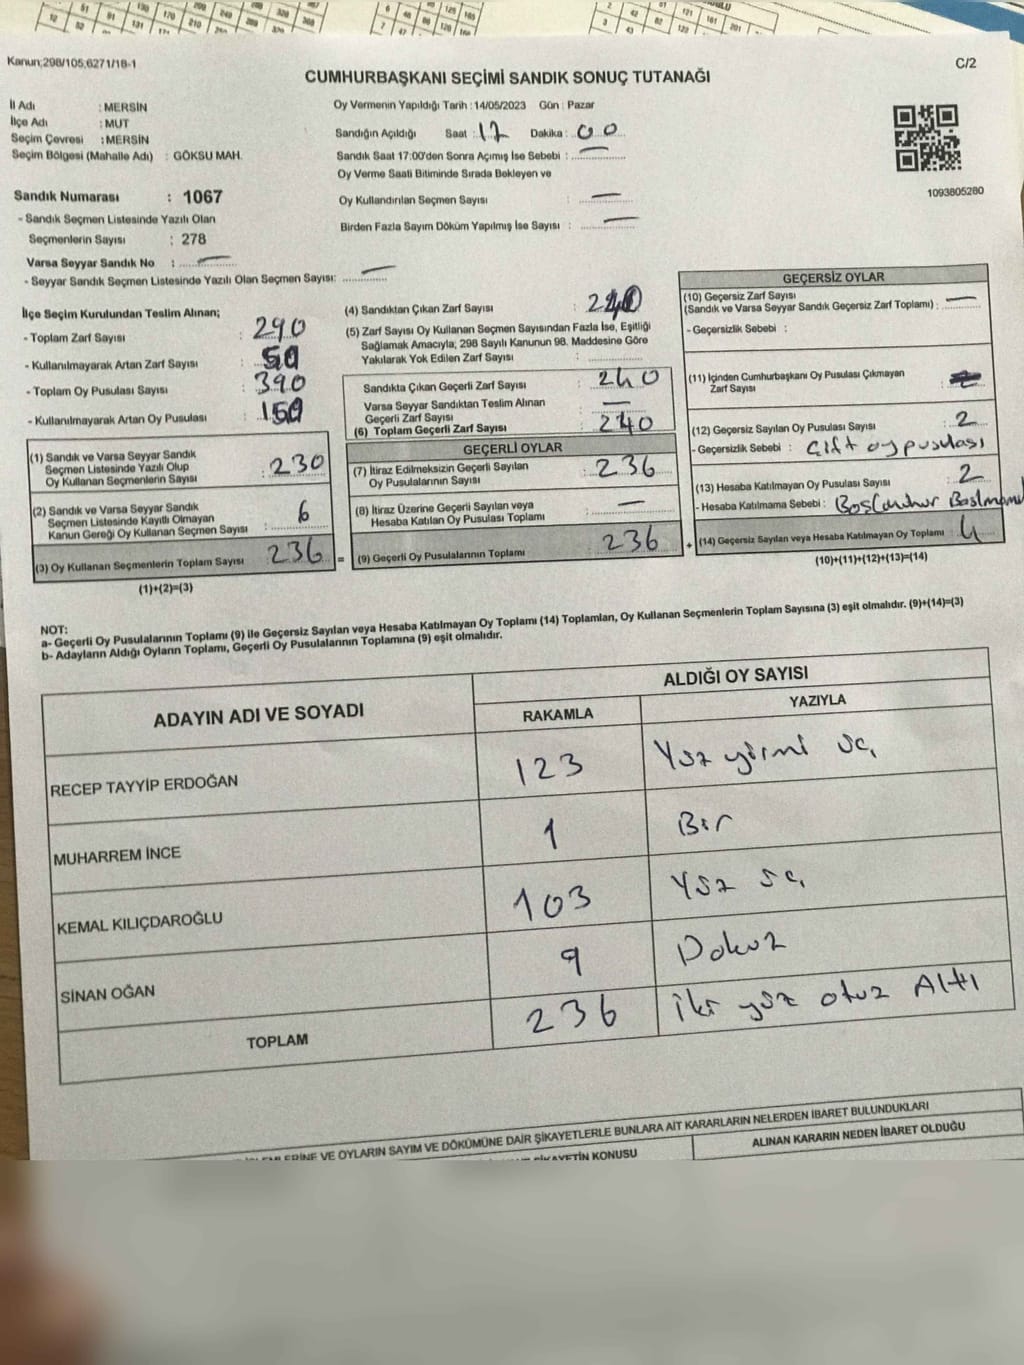 Kanun;298/105;6271/18-1
C/2
CUMHURBAŞKANI SEÇİMİ SANDIK SONUÇ TUTANAĞI
İl Adı : MERSİN
İlçe Adı : MUT
Seçim Çevresi : MERSİN
Seçim Bölgesi (Mahalle Adı) : GÖKSU MAH.
Oy Vermenin Yapıldığı Tarih : 14/05/2023 Gün : Pazar
Sandığın Açıldığı Saat : 17 Dakika : 00
Sandık Saat 17:00'den Sonra Açımış İse Sebebi : —
Oy Verme Saati Bitiminde Sırada Bekleyen ve
Oy Kullandırılan Seçmen Sayısı : —
Birden Fazla Sayım Döküm Yapılmış İse Sayısı : —
1093805280
Sandık Numarası : 1067
- Sandık Seçmen Listesinde Yazılı Olan
Seçmenlerin Sayısı : 278
Varsa Seyyar Sandık No : —
- Seyyar Sandık Seçmen Listesinde Yazılı Olan Seçmen Sayısı: —
İlçe Seçim Kurulundan Teslim Alınan;
- Toplam Zarf Sayısı : 290
- Kullanılmayarak Artan Zarf Sayısı :
- Toplam Oy Pusulası Sayısı : 390
- Kullanılmayarak Artan Oy Pusulası :
(1) Sandık ve Varsa Seyyar Sandık
Seçmen Listesinde Yazılı Olup
Oy Kullanan Seçmenlerin Sayısı : 230
(2) Sandık ve Varsa Seyyar Sandık
Seçmen Listesinde Kayıtlı Olmayan
Kanun Gereği Oy Kullanan Seçmen Sayısı : 6
(3) Oy Kullanan Seçmenlerin Toplam Sayısı 236 =
(1)+(2)=(3)
(4) Sandıktan Çıkan Zarf Sayısı : 240
(5) Zarf Sayısı Oy Kullanan Seçmen Sayısından Fazla İse, Eşitliği
Sağlamak Amacıyla; 298 Sayılı Kanunun 98. Maddesine Göre
Yakılarak Yok Edilen Zarf Sayısı :
Sandıkta Çıkan Geçerli Zarf Sayısı : 240
Varsa Seyyar Sandıktan Teslim Alınan
Geçerli Zarf Sayısı : —
(6) Toplam Geçerli Zarf Sayısı : 240
GEÇERLİ OYLAR
(7) İtiraz Edilmeksizin Geçerli Sayılan
Oy Pusulalarının Sayısı : 236
(8) İtiraz Üzerine Geçerli Sayılan veya
Hesaba Katılan Oy Pusulası Toplamı : —
(9) Geçerli Oy Pusulalarının Toplamı 236 +
GEÇERSİZ OYLAR
(10) Geçersiz Zarf Sayısı
(Sandık ve Varsa Seyyar Sandık Geçersiz Zarf Toplamı) : —
- Geçersizlik Sebebi :
(11) İçinden Cumhurbaşkanı Oy Pusulası Çıkmayan
Zarf Sayısı :
(12) Geçersiz Sayılan Oy Pusulası Sayısı : 2
- Geçersizlik Sebebi : Çift oy pusulası
(13) Hesaba Katılmayan Oy Pusulası Sayısı : 2
- Hesaba Katılmama Sebebi :
(14) Geçersiz Sayılan veya Hesaba Katılmayan Oy Toplamı : 4
(10)+(11)+(12)+(13)=(14)
NOT:
a- Geçerli Oy Pusulalarının Toplamı (9) ile Geçersiz Sayılan veya Hesaba Katılmayan Oy Toplamı (14) Toplamları, Oy Kullanan Seçmenlerin Toplam Sayısına (3) eşit olmalıdır. (9)+(14)=(3)
b- Adayların Aldığı Oyların Toplamı, Geçerli Oy Pusulalarının Toplamına (9) eşit olmalıdır.
ADAYIN ADI VE SOYADI
ALDIĞI OY SAYISI
RAKAMLA YAZIYLA
RECEP TAYYİP ERDOĞAN 123 Yüz yirmi üç
MUHARREM İNCE 1 Bir
KEMAL KILIÇDAROĞLU 103 Yüz üç
SİNAN OĞAN 9 Dokuz
TOPLAM 236 iki yüz otuz Altı
VE OYLARIN SAYIM VE DÖKÜMÜNE DAİR ŞİKAYETLERLE BUNLARA AİT KARARLARIN NELERDEN İBARET BULUNDUKLARI
KONUSU
ALINAN KARARIN NEDEN İBARET OLDUĞU